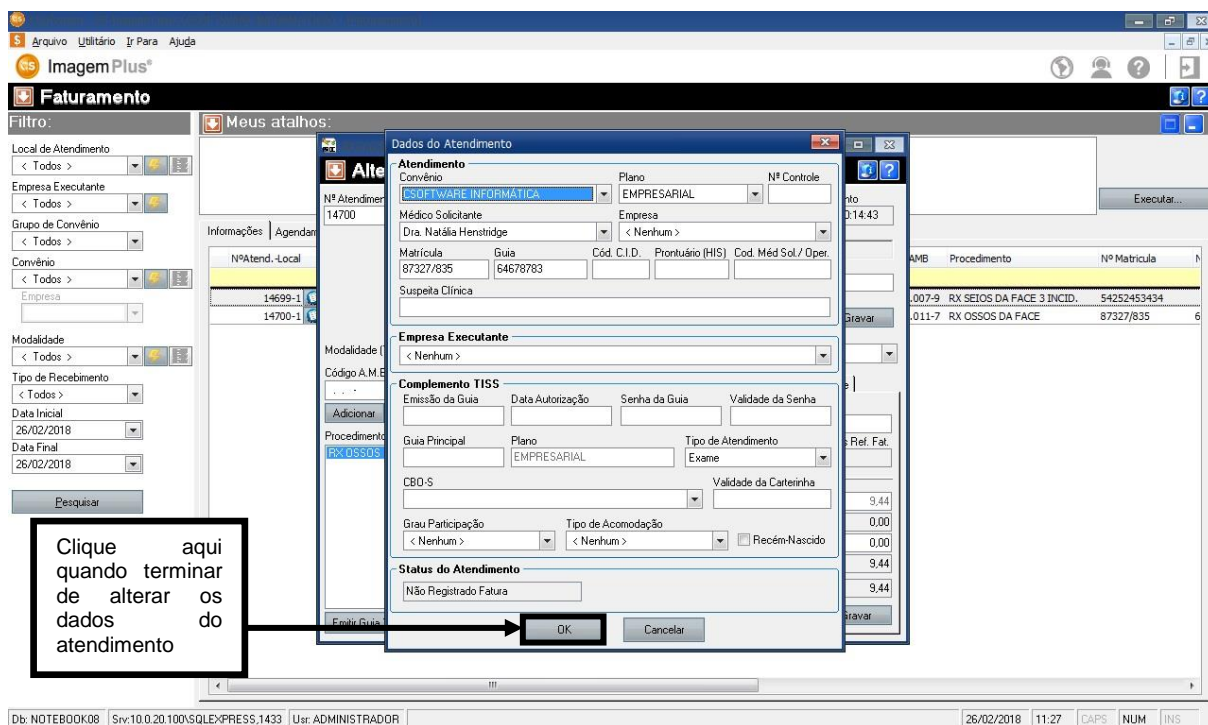 Arquivo Utilitário Ir Para Ajuda
ImagemPlus®
Faturamento
Filtro:
Meus atalhos:
Local de Atendimento
< Todos >
Empresa Executante
< Todos >
Grupo de Convênio
< Todos >
Convênio
< Todos >
Empresa
Modalidade
< Todos >
Tipo de Recebimento
< Todos >
Data Inicial
26/02/2018
Data Final
26/02/2018
Pesquisar
Executar...
Informações
NºAtend.-Local
AMB Procedimento Nº Matricula
14699-1 .007-9 RX SEIOS DA FACE 3 INCID. 54252453434
14700-1 .011-7 RX OSSOS DA FACE 87327/835 6
Alte
14700
0:14:43
Gravar
Modalidade
Código A.M.B
Adicionar
RX OSSOS
Ref. Fat.
9,44
0,00
0,00
9,44
9,44
Emitir Guia
Dados do Atendimento
Atendimento
Convênio Plano Nº Controle
CSOFTWARE INFORMÁTICA EMPRESARIAL
Médico Solicitante Empresa
Dra. Natália Henstridge < Nenhum >
Matrícula Guia Cód. C.I.D. Prontuário (HIS) Cod. Méd Sol./ Oper.
87327/835 64678783
Suspeita Clínica
Empresa Executante
< Nenhum >
Complemento TISS
Emissão da Guia Data Autorização Senha da Guia Validade da Senha
Guia Principal Plano Tipo de Atendimento
EMPRESARIAL Exame
CBO-S Validade da Carteirinha
Grau Participação Tipo de Acomodação
< Nenhum > < Nenhum > Recém-Nascido
Status do Atendimento
Não Registrado Fatura
OK Cancelar
Clique aqui
quando terminar
de alterar os
dados do
atendimento
Db: NOTEBOOK08 Srv:10.0.20.100\SQLEXPRESS,1433 Usr: ADMINISTRADOR 26/02/2018 11:27 CAPS NUM INS